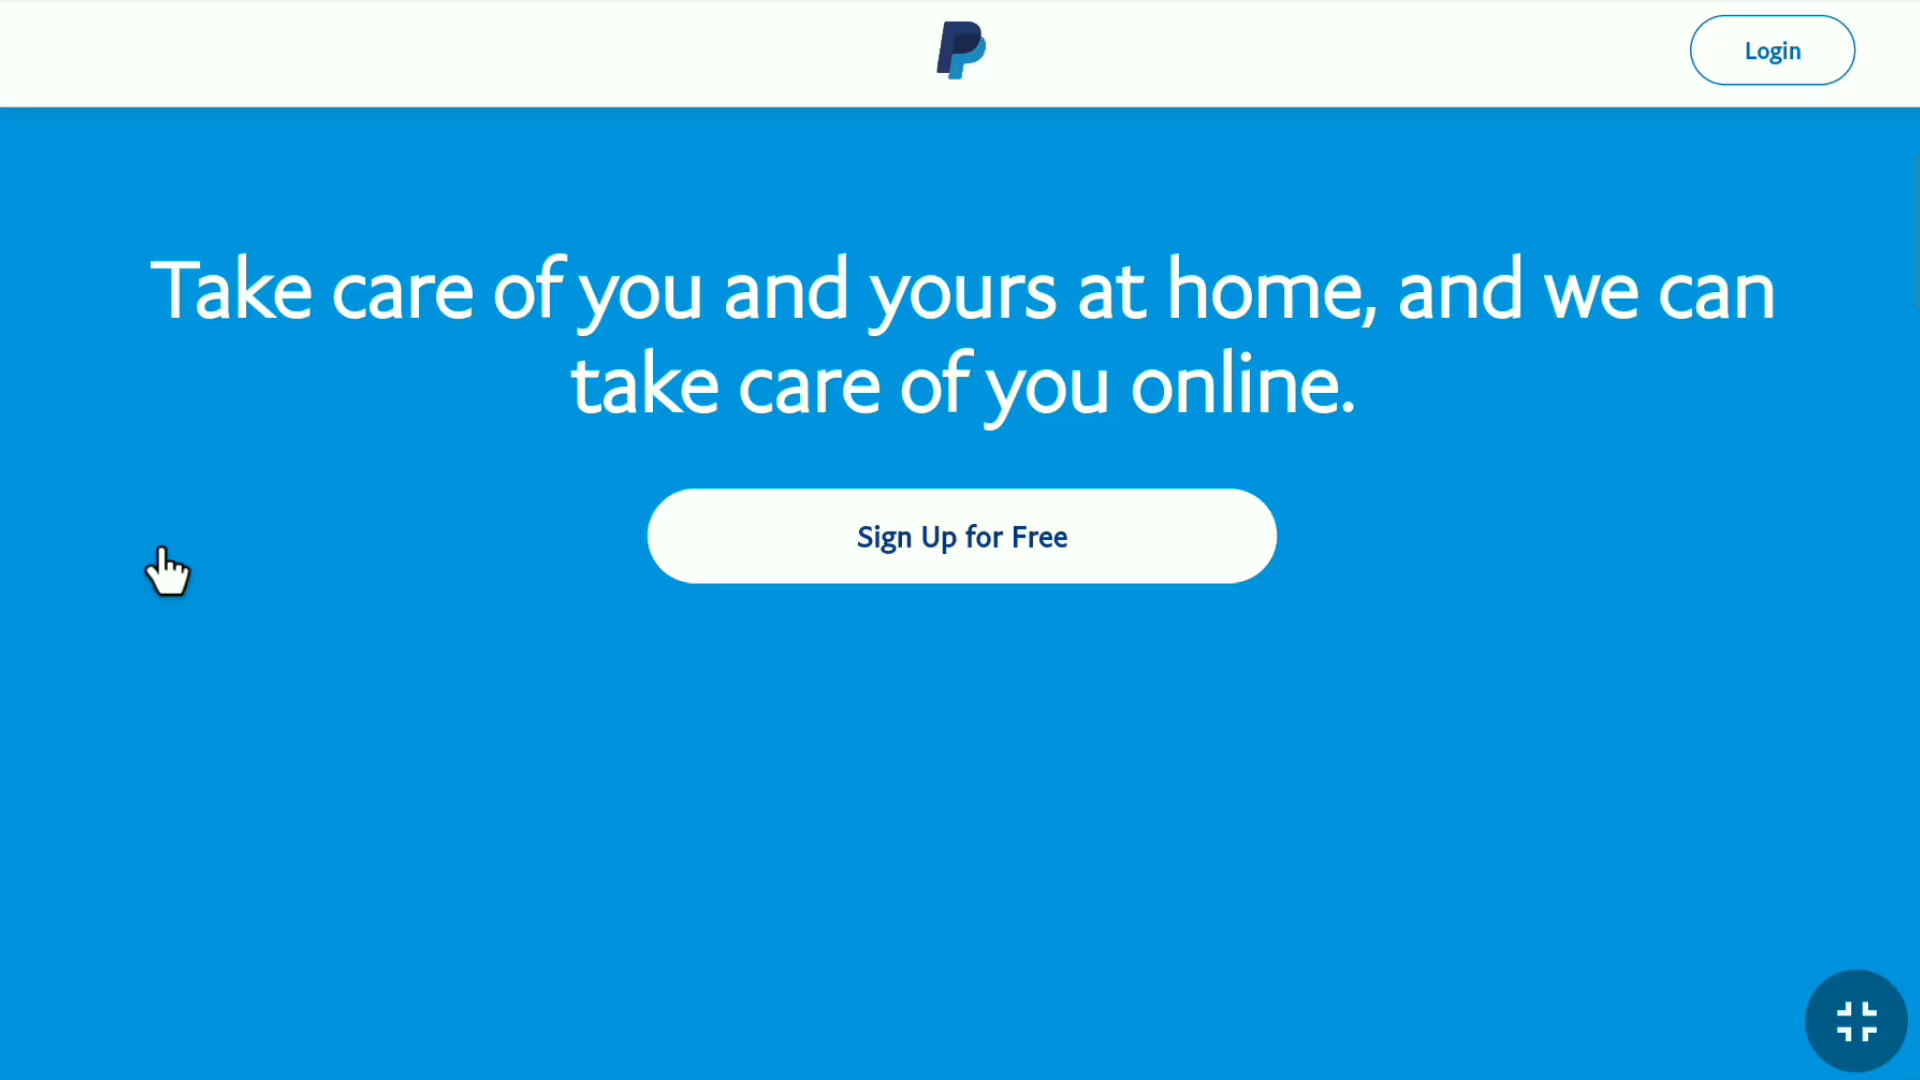 Login
Take care of you and yours at home, and we can
take care of you online.
Sign Up for Free